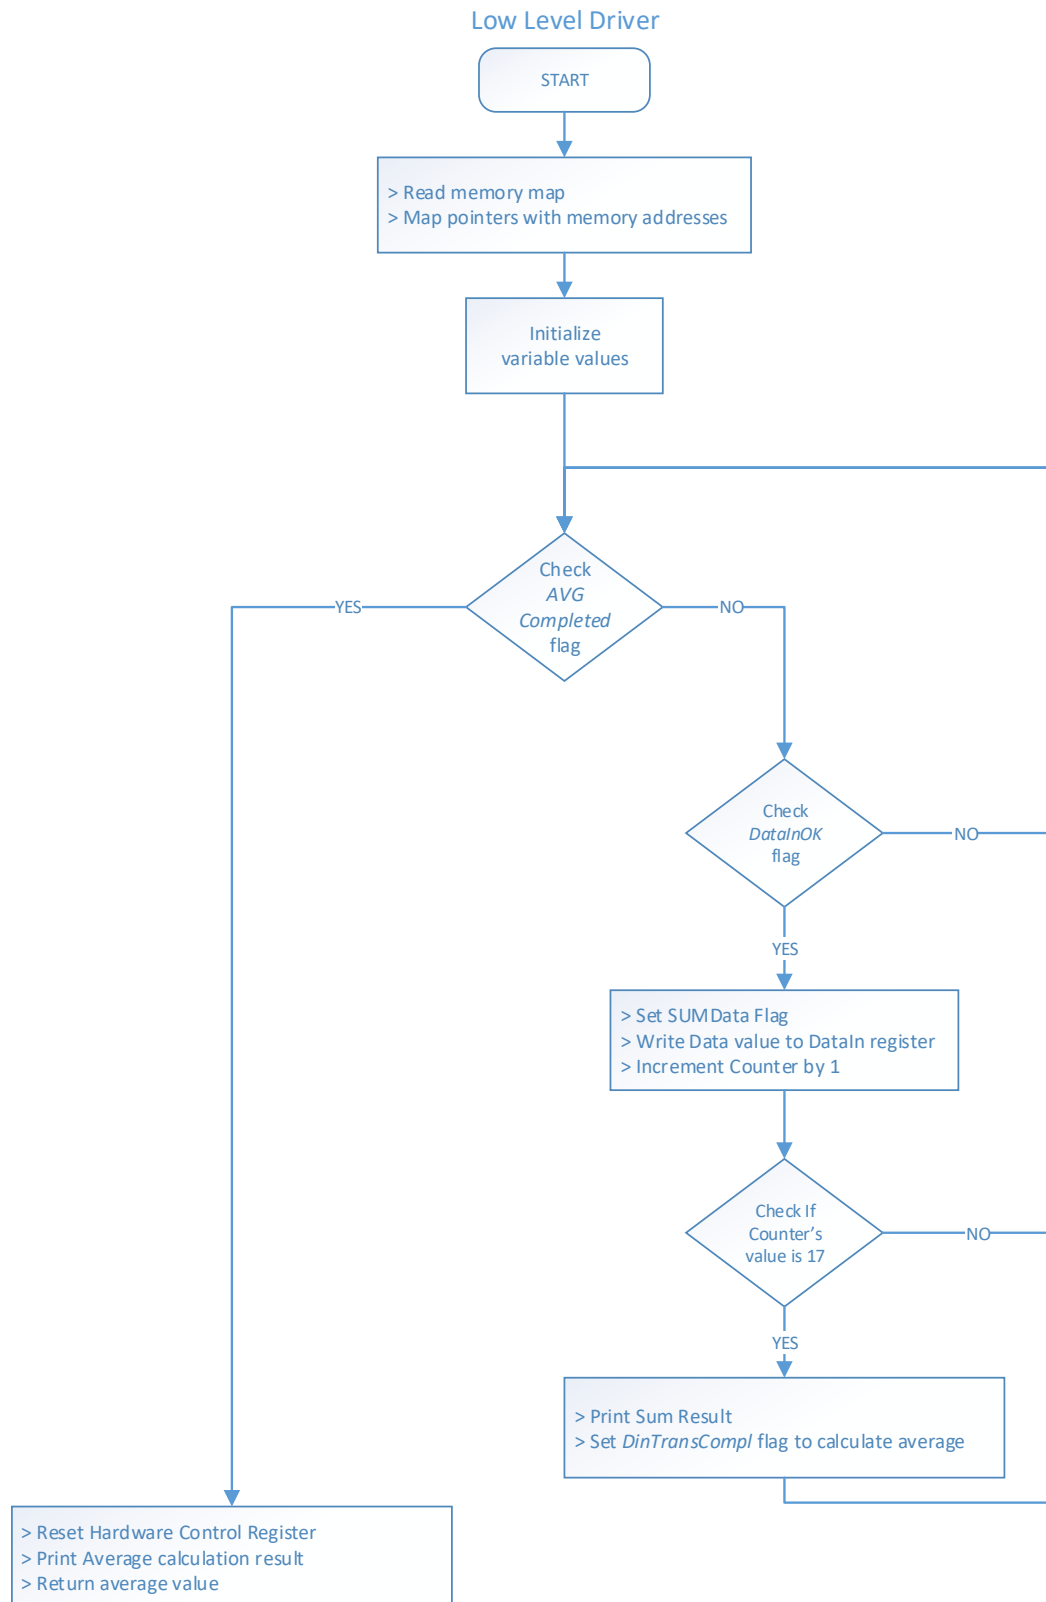 Low Level Driver
START
> Read memory map
> Map pointers with memory addresses
Initialize
variable values
Check
AVG
Completed
flag
YES
NO
Check
DataInOK
flag
NO
YES
> Set SUMData Flag
> Write Data value to DataIn register
> Increment Counter by 1
Check If
Counter’s
value is 17
NO
YES
> Print Sum Result
> Set DinTransCompl flag to calculate average
> Reset Hardware Control Register
> Print Average calculation result
> Return average value